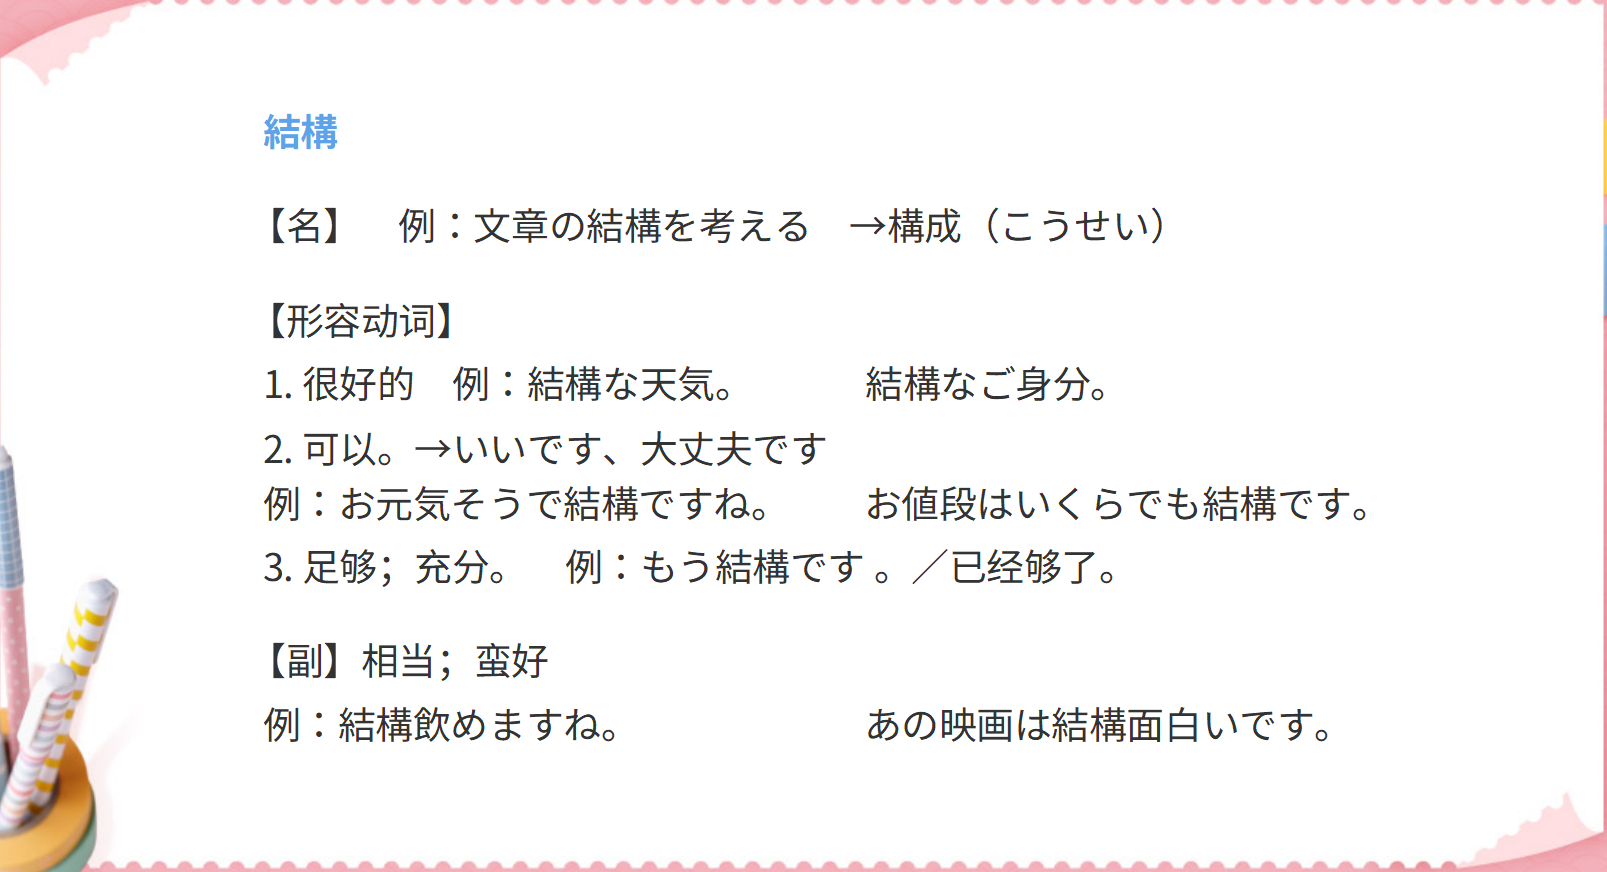 結構
【名】　例：文章の結構を考える　→構成（こうせい）
【形容动词】
1. 很好的　例：結構な天気。　　　　結構なご身分。
2. 可以。→いいです、大丈夫です
例：お元気そうで結構ですね。　　　お値段はいくらでも結構です。
3. 足够；充分。　例：もう結構です 。／已经够了。
【副】相当；蛮好
例：結構飲めますね。　　　　　　　あの映画は結構面白いです。